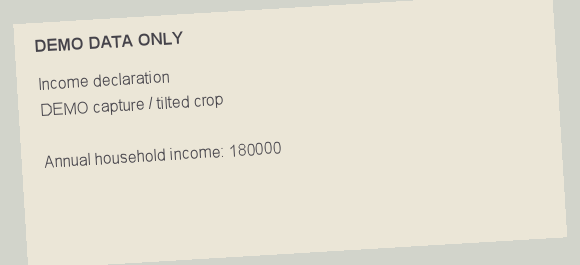 DEMO DATA ONLY
Income declaration
DEMO capture / tilted crop
Annual household income: 180000